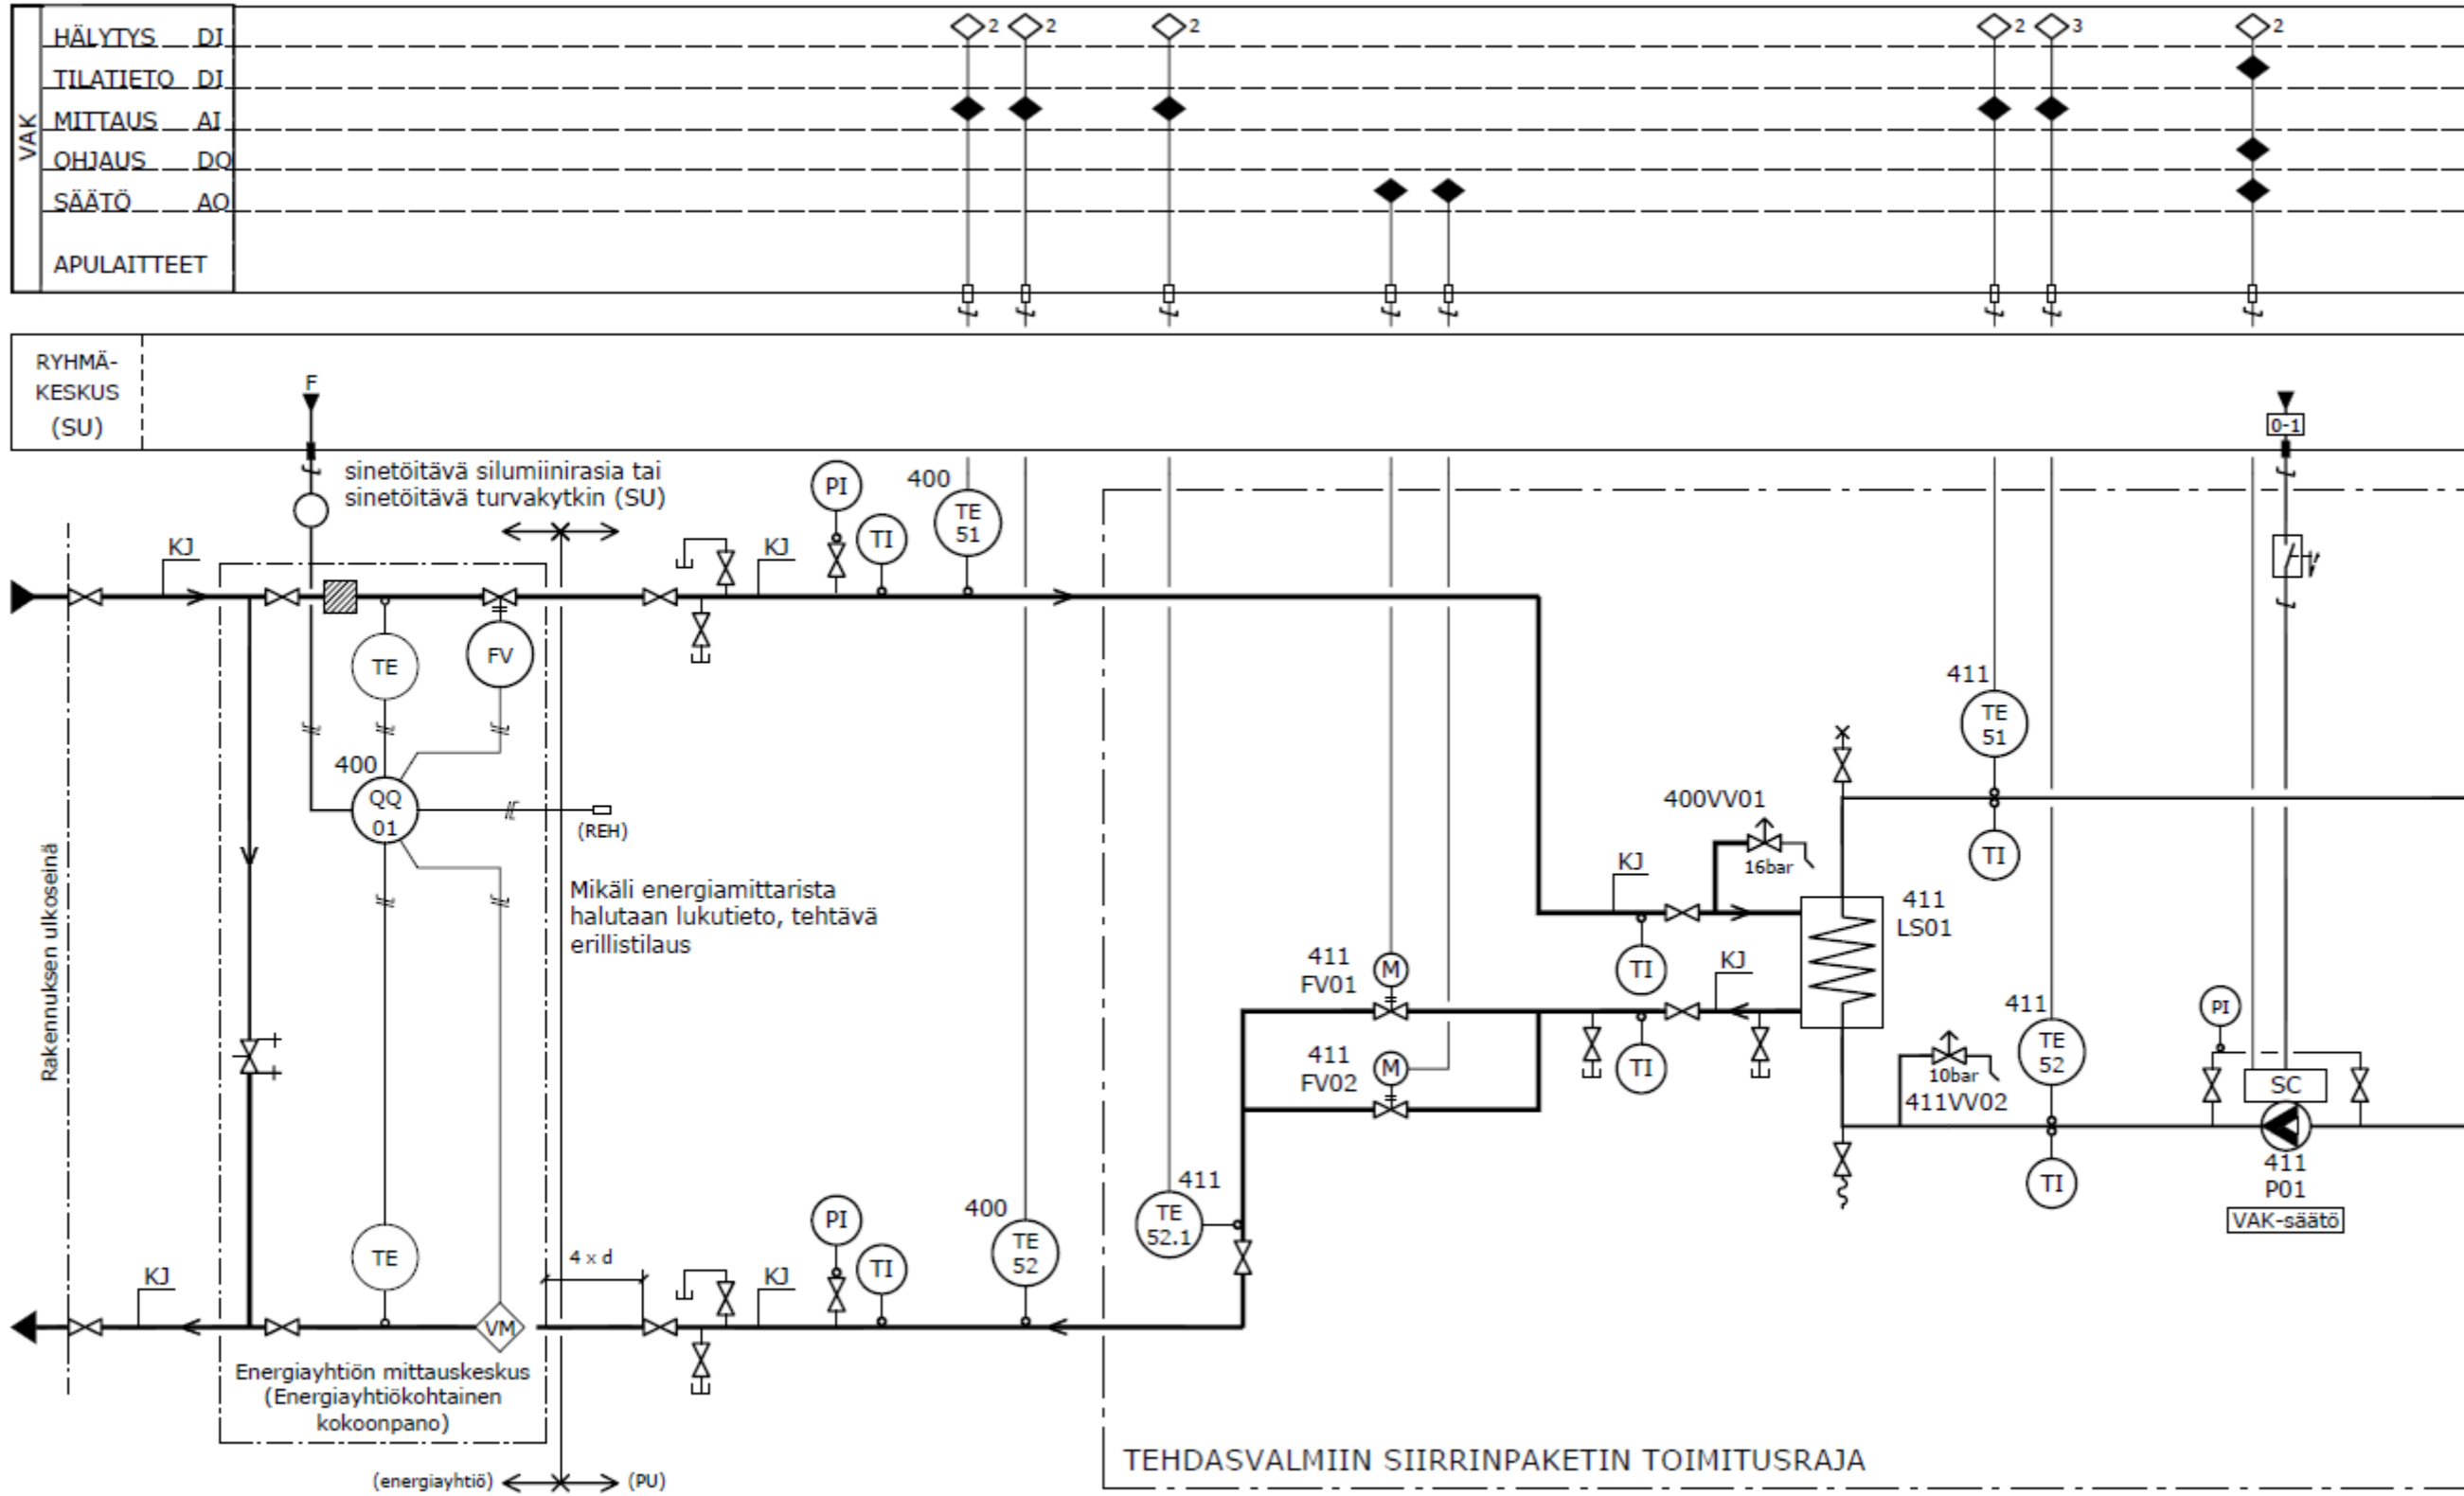 VAK
HÄLYTYS DI
TILATIETO DI
MITTAUS AI
OHJAUS DO
SÄÄTÖ AO
APULAITTEET
2
2
2
2
3
2
RYHMÄ-
KESKUS
(SU)
F
0-1
sinetöitävä silumiinirasia tai
sinetöitävä turvakytkin (SU)
PI
400
TE
51
TI
KJ
KJ
TE
FV
400
QQ
01
(REH)
Rakennuksen ulkoseinä
Mikäli energiamittarista
halutaan lukutieto, tehtävä
erillistilaus
411
TE
51
TI
400VV01
16bar
KJ
411
LS01
TI
KJ
411
FV01
M
411
FV02
M
TI
411
TE
52
10bar
411VV02
TI
PI
SC
411
P01
VAK-säätö
411
TE
52.1
400
TE
52
PI
TI
KJ
4 x d
TE
KJ
VM
Energiayhtiön mittauskeskus
(Energiayhtiökohtainen
kokoonpano)
(energiayhtiö)
(PU)
TEHDASVALMIIN SIIRRINPAKETIN TOIMITUSRAJA